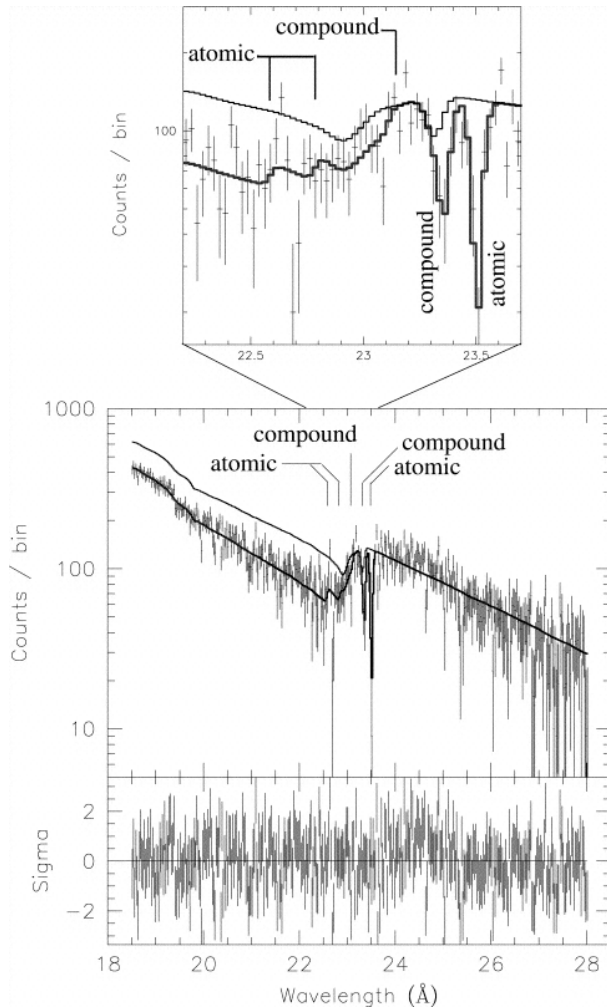 compound
atomic
100
Counts / bin
compound
atomic
22.5 23 23.5
1000
compound
compound
atomic
atomic
100
Counts / bin
10
2
0
Sigma
−2
18 20 22 24 26 28
Wavelength (Å)